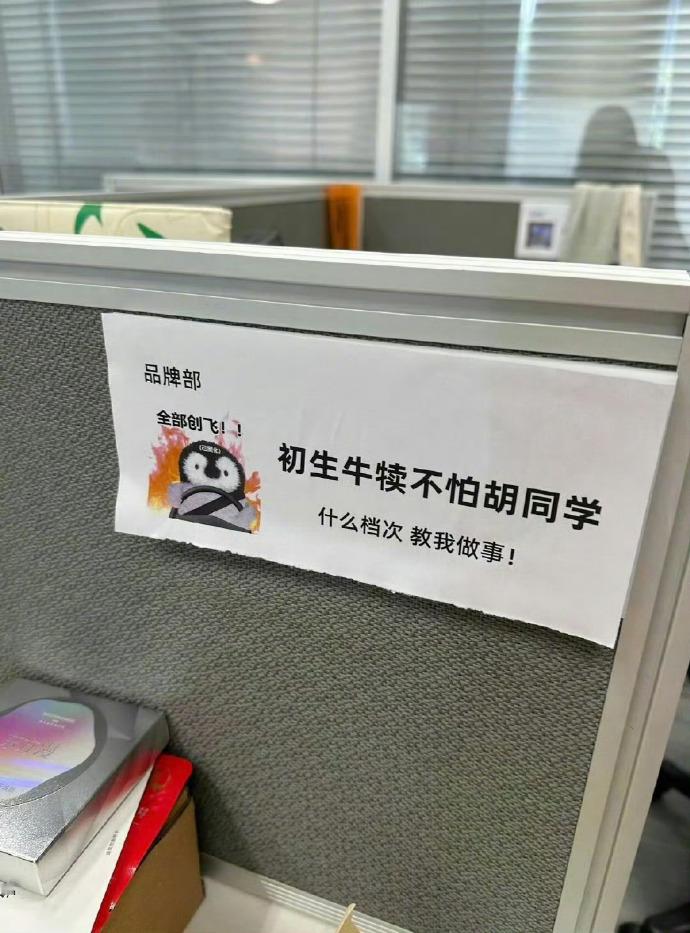 品牌部
全部创飞！！
初生牛犊不怕胡同学
什么档次 教我做事！